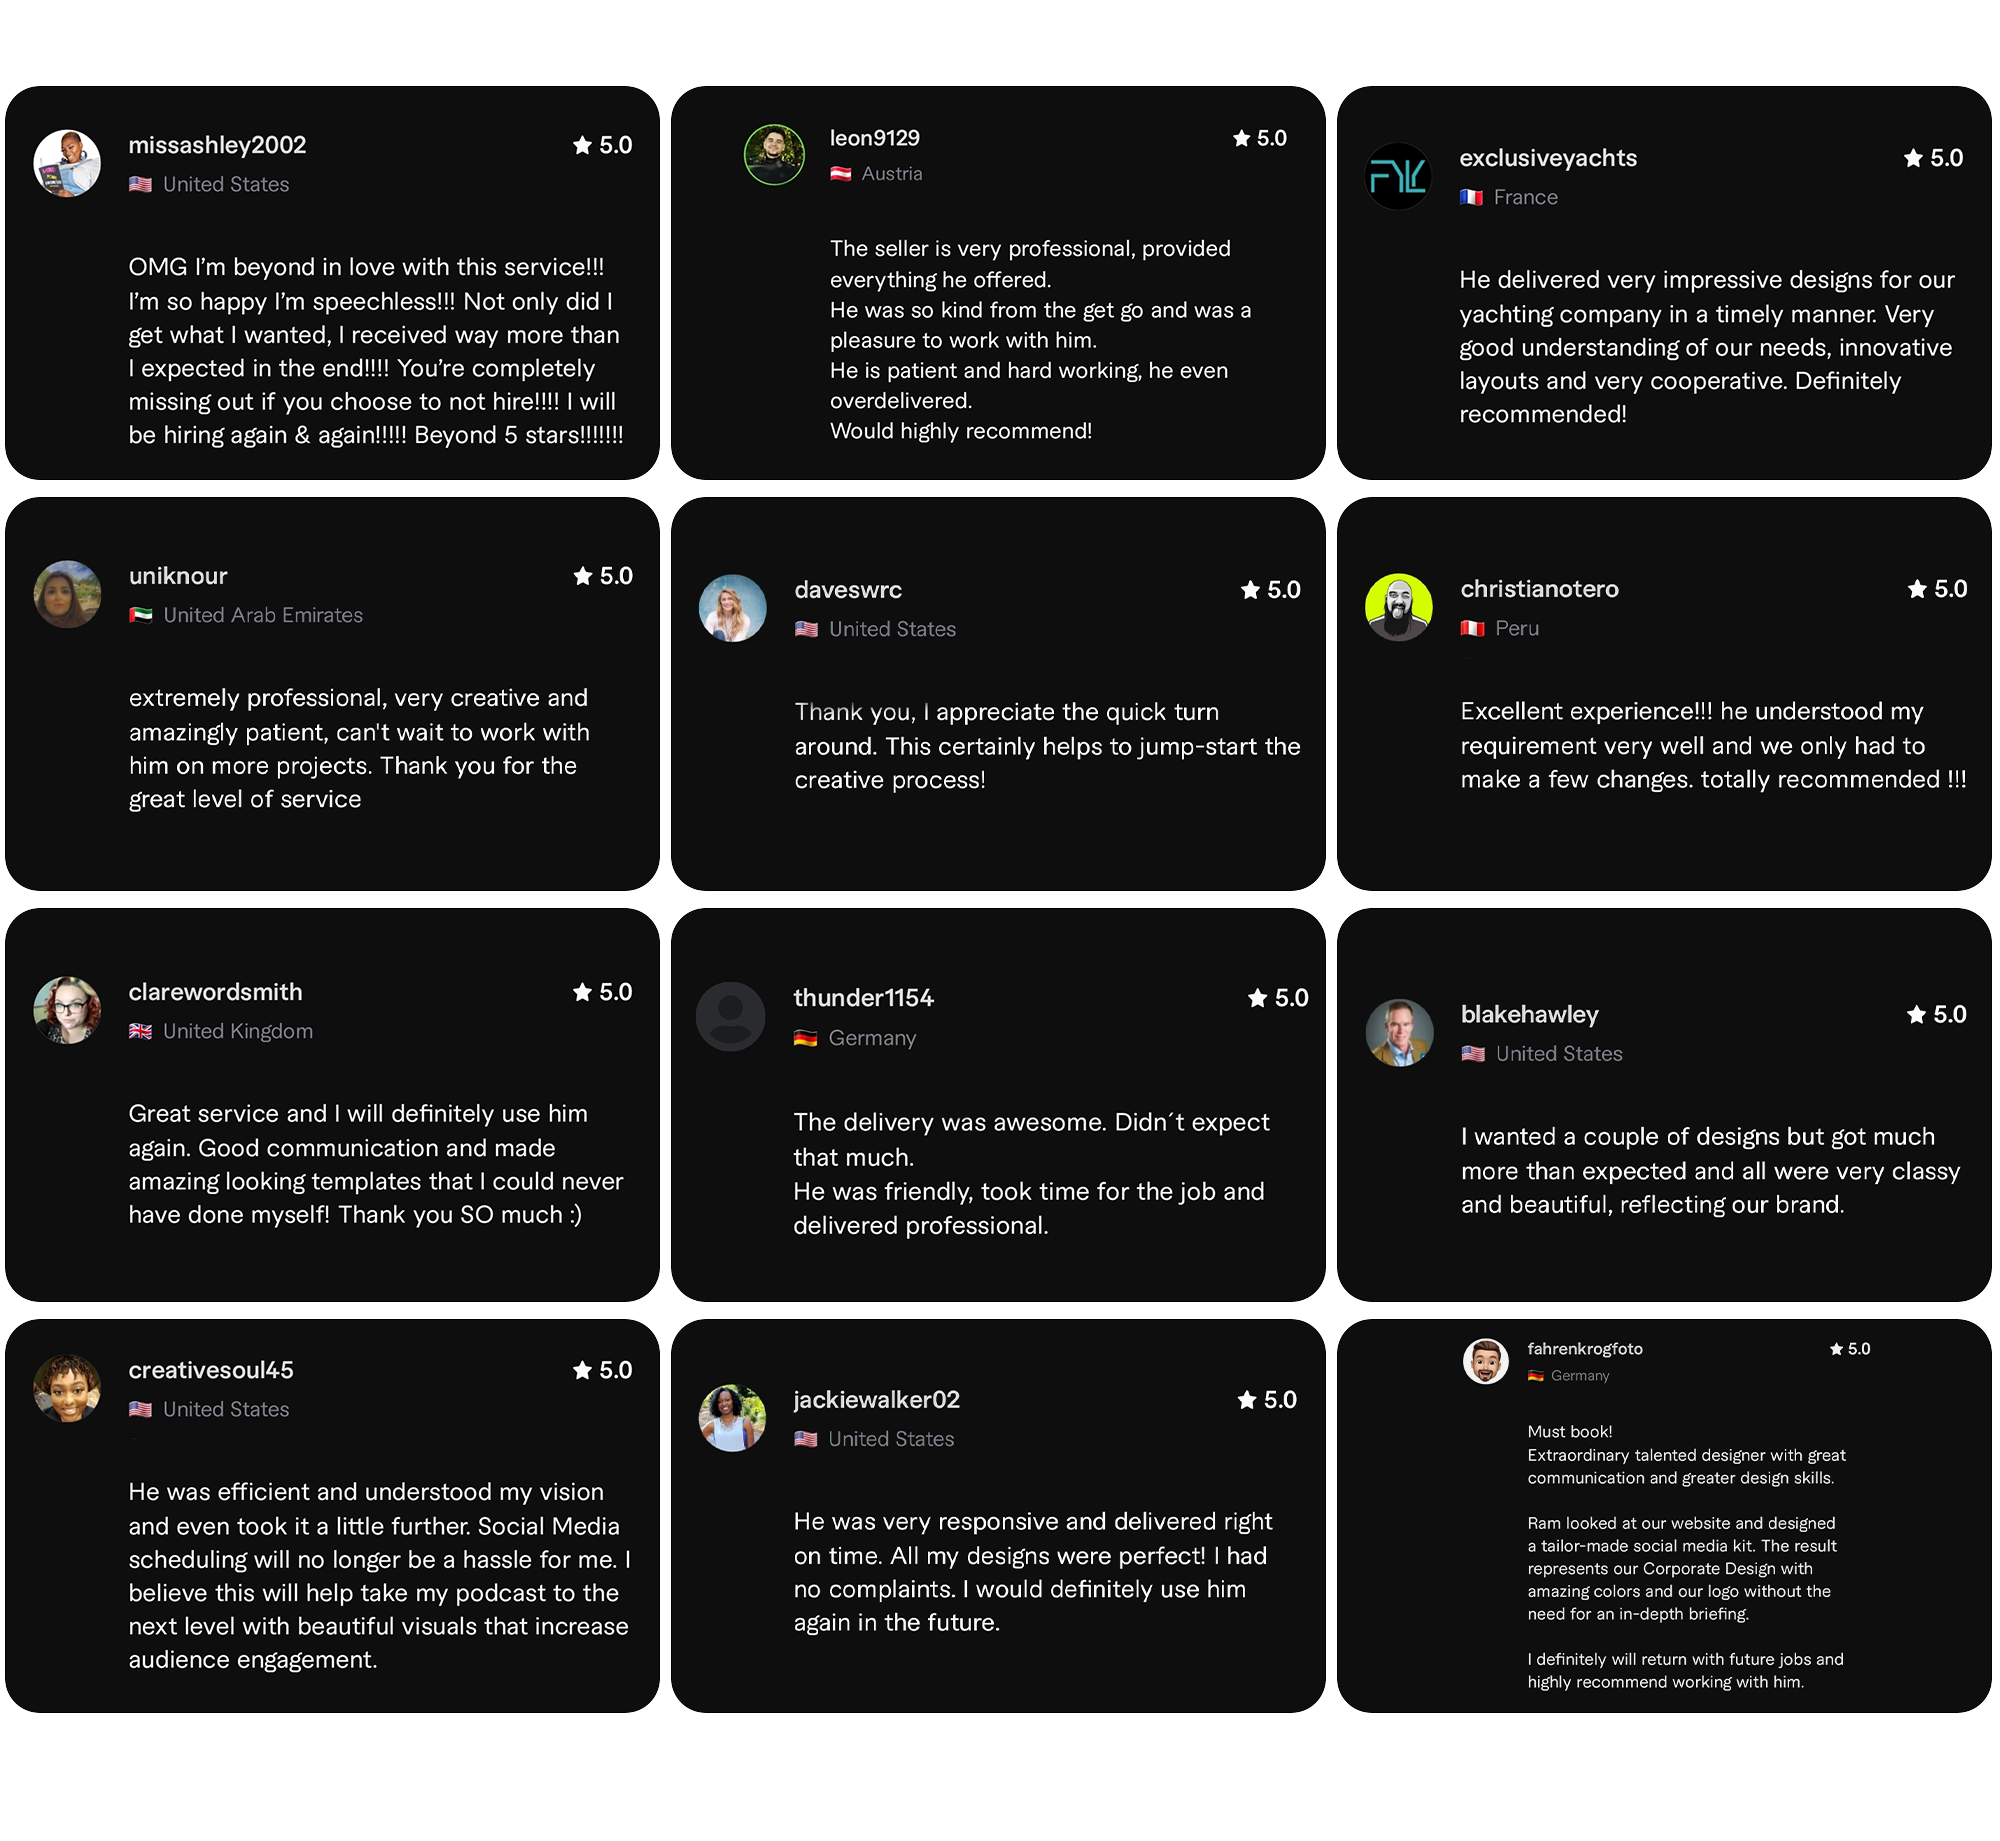 missashley2002
★ 5.0
🇺🇸 United States
OMG I’m beyond in love with this service!!!
I’m so happy I’m speechless!!! Not only did I
get what I wanted, I received way more than
I expected in the end!!!! You’re completely
missing out if you choose to not hire!!!! I will
be hiring again & again!!!!! Beyond 5 stars!!!!!!!
leon9129
★ 5.0
🇦🇹 Austria
The seller is very professional, provided
everything he offered.
He was so kind from the get go and was a
pleasure to work with him.
He is patient and hard working, he even
overdelivered.
Would highly recommend!
FYL
exclusiveyachts
★ 5.0
🇫🇷 France
He delivered very impressive designs for our
yachting company in a timely manner. Very
good understanding of our needs, innovative
layouts and very cooperative. Definitely
recommended!
uniknour
★ 5.0
🇦🇪 United Arab Emirates
extremely professional, very creative and
amazingly patient, can't wait to work with
him on more projects. Thank you for the
great level of service
daveswrc
★ 5.0
🇺🇸 United States
Thank you, I appreciate the quick turn
around. This certainly helps to jump-start the
creative process!
christianotero
★ 5.0
🇵🇪 Peru
Excellent experience!!! he understood my
requirement very well and we only had to
make a few changes. totally recommended !!!
clarewordsmith
★ 5.0
🇬🇧 United Kingdom
Great service and I will definitely use him
again. Good communication and made
amazing looking templates that I could never
have done myself! Thank you SO much :)
thunder1154
★ 5.0
🇩🇪 Germany
The delivery was awesome. Didn´t expect
that much.
He was friendly, took time for the job and
delivered professional.
blakehawley
★ 5.0
🇺🇸 United States
I wanted a couple of designs but got much
more than expected and all were very classy
and beautiful, reflecting our brand.
creativesoul45
★ 5.0
🇺🇸 United States
He was efficient and understood my vision
and even took it a little further. Social Media
scheduling will no longer be a hassle for me. I
believe this will help take my podcast to the
next level with beautiful visuals that increase
audience engagement.
jackiewalker02
★ 5.0
🇺🇸 United States
He was very responsive and delivered right
on time. All my designs were perfect! I had
no complaints. I would definitely use him
again in the future.
fahrenkrogfoto
★ 5.0
🇩🇪 Germany
Must book!
Extraordinary talented designer with great
communication and greater design skills.
Ram looked at our website and designed
a tailor-made social media kit. The result
represents our Corporate Design with
amazing colors and our logo without the
need for an in-depth briefing.
I definitely will return with future jobs and
highly recommend working with him.